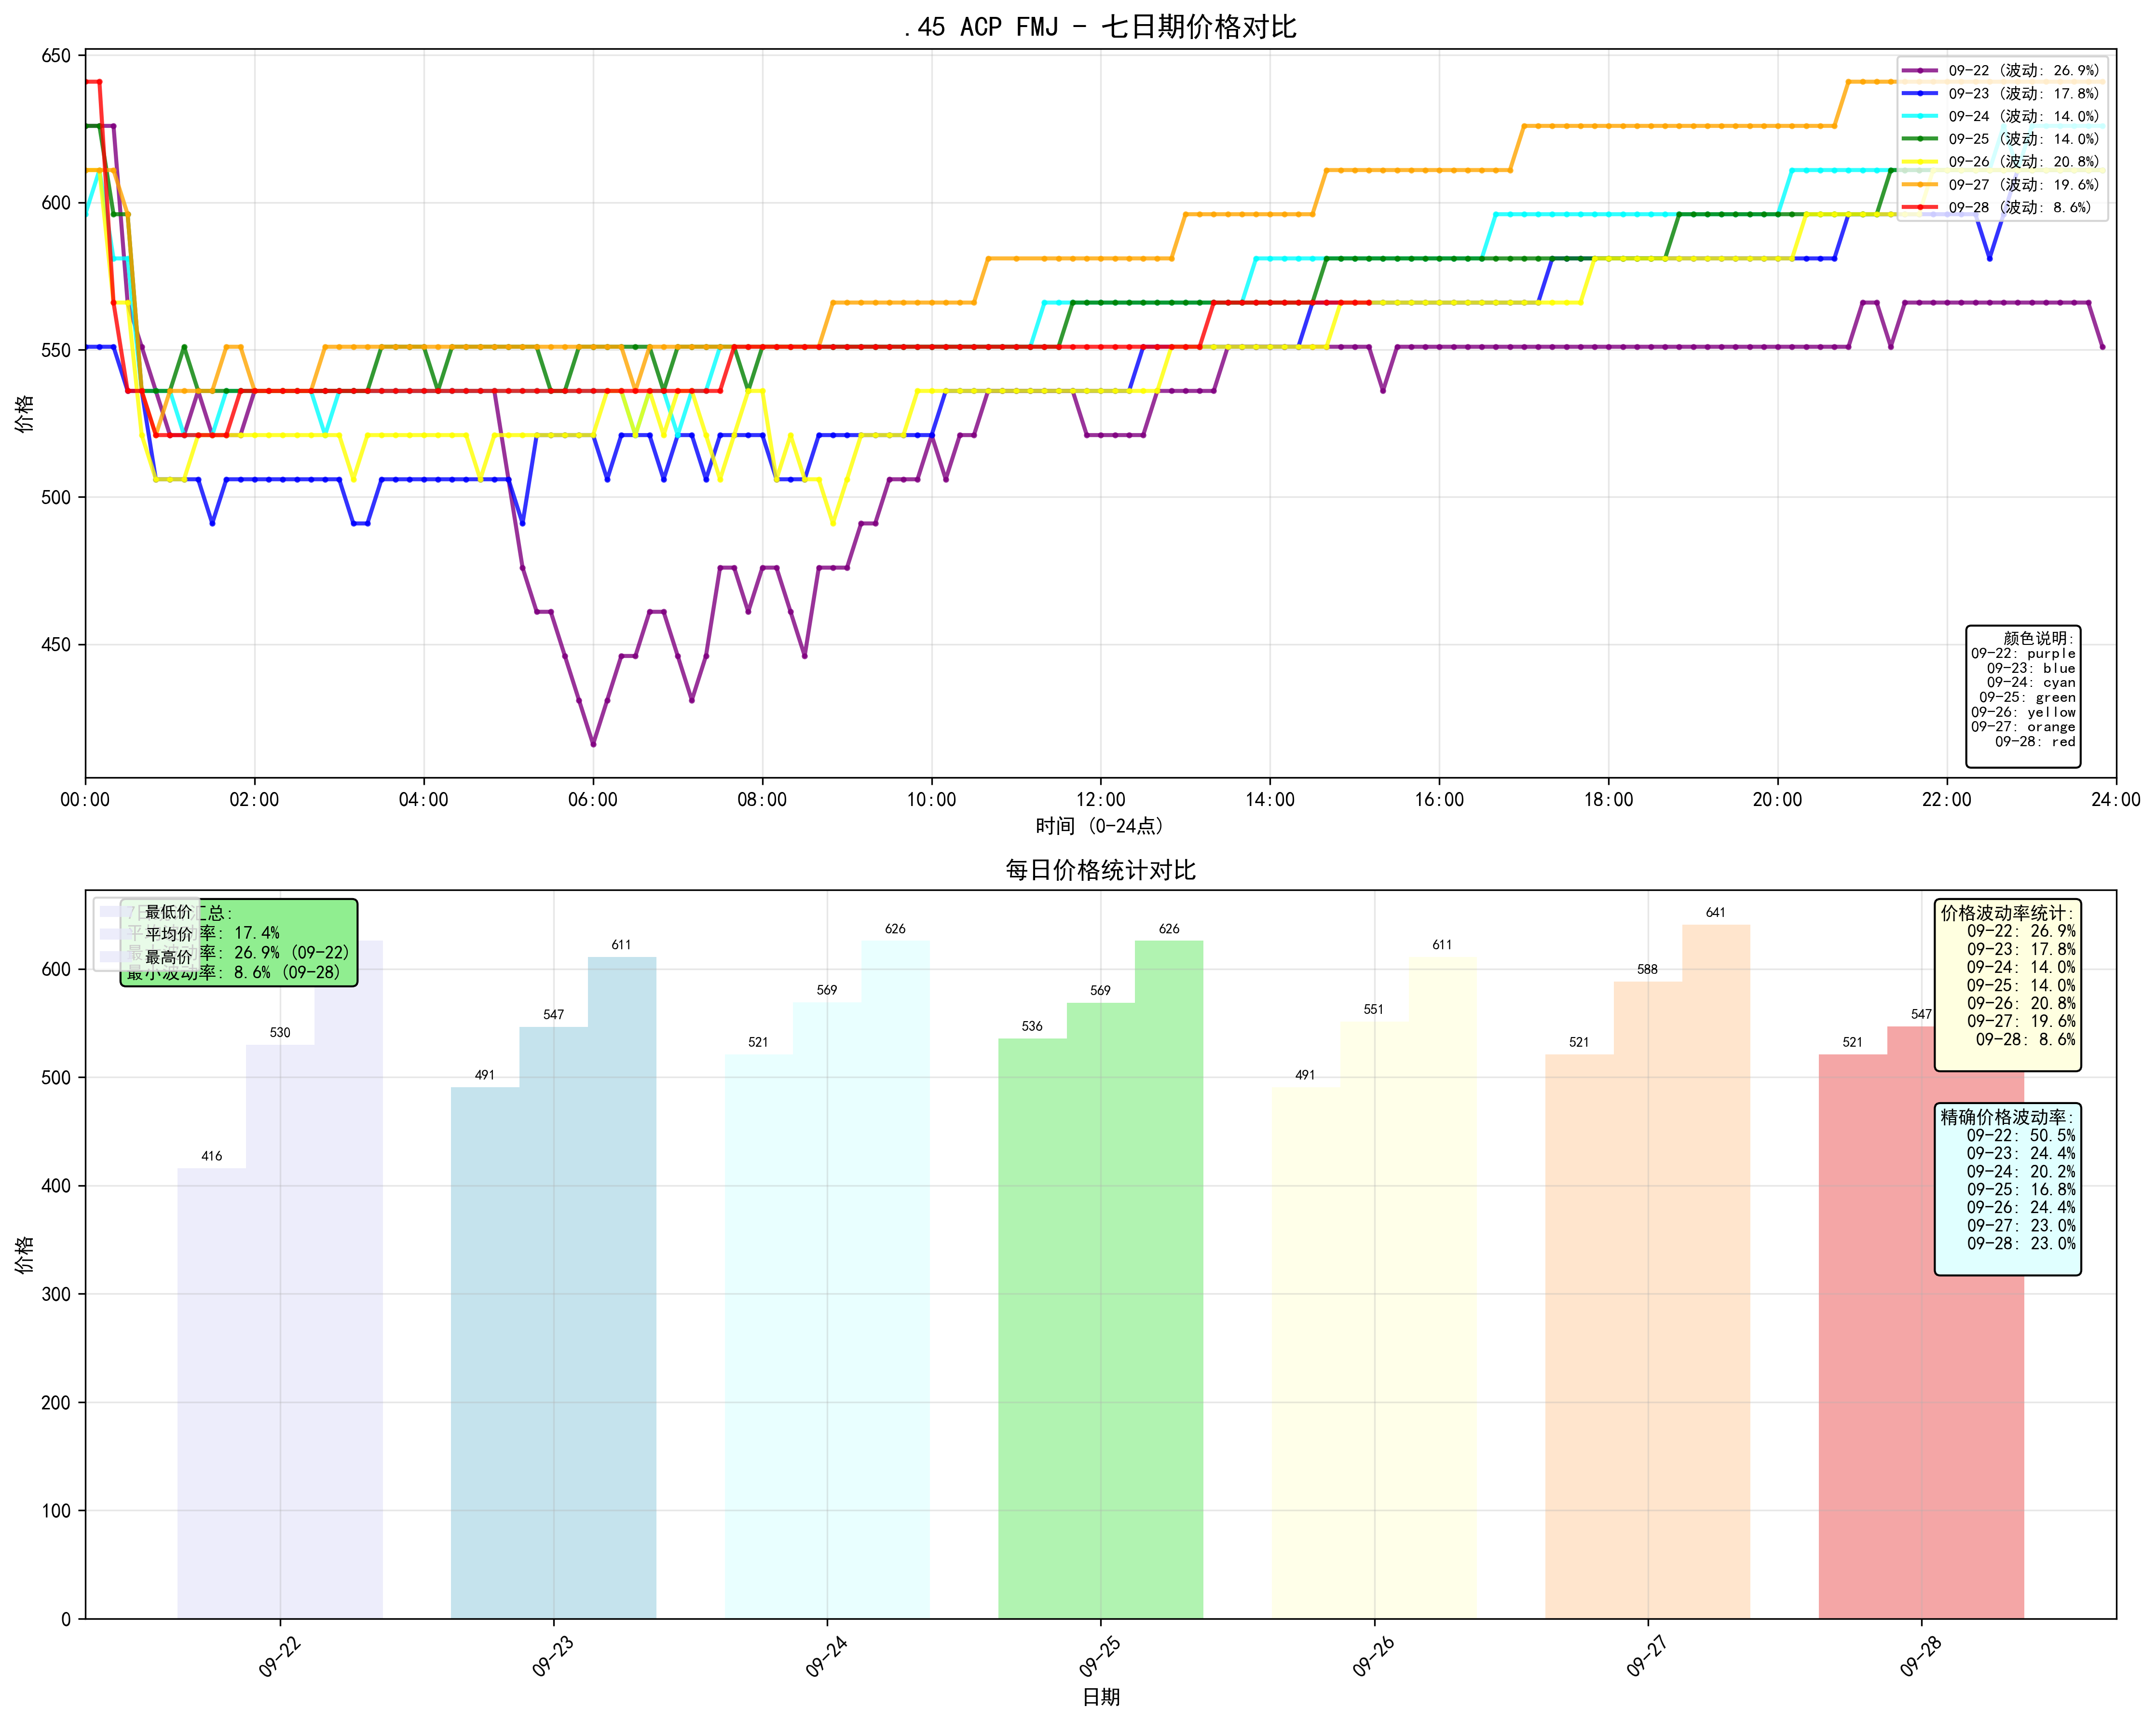 .45 ACP FMJ - 七日期价格对比
650
600
550
500
450
价格
09-22 (波动: 26.9%)
09-23 (波动: 17.8%)
09-24 (波动: 14.0%)
09-25 (波动: 14.0%)
09-26 (波动: 20.8%)
09-27 (波动: 19.6%)
09-28 (波动: 8.6%)
颜色说明:
09-22: purple
09-23: blue
09-24: cyan
09-25: green
09-26: yellow
09-27: orange
09-28: red
00:00 02:00 04:00 06:00 08:00 10:00 12:00 14:00 16:00 18:00 20:00 22:00 24:00
时间 (0-24点)
每日价格统计对比
600
500
400
300
200
100
0
价格
最低价
平均价
最高价
汇总:
率: 17.4%
率: 26.9% (09-22)
最小波动率: 8.6% (09-28)
416 530
491 547 611
521 569 626
536 569 626
491 551 611
521 588 641
521 547
价格波动率统计:
09-22: 26.9%
09-23: 17.8%
09-24: 14.0%
09-25: 14.0%
09-26: 20.8%
09-27: 19.6%
09-28: 8.6%
精确价格波动率:
09-22: 50.5%
09-23: 24.4%
09-24: 20.2%
09-25: 16.8%
09-26: 24.4%
09-27: 23.0%
09-28: 23.0%
09-22 09-23 09-24 09-25 09-26 09-27 09-28
日期